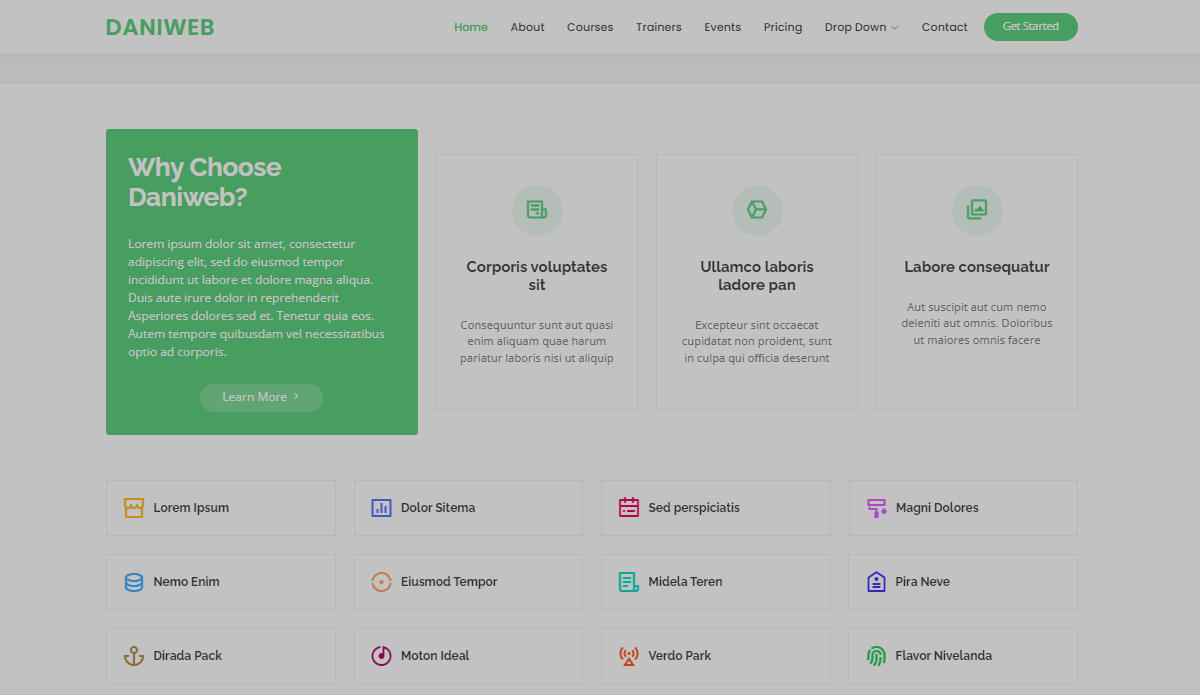 DANIWEB
Home About Courses Trainers Events Pricing Drop Down Contact Get Started
Why Choose
Daniweb?
Lorem ipsum dolor sit amet, consectetur
adipiscing elit, sed do eiusmod tempor
incididunt ut labore et dolore magna aliqua.
Duis aute irure dolor in reprehenderit
Asperiores dolores sed et. Tenetur quia eos.
Autem tempore quibusdam vel necessitatibus
optio ad corporis.
Learn More
Corporis voluptates
sit
Consequuntur sunt aut quasi
enim aliquam quae harum
pariatur laboris nisi ut aliquip
Ullamco laboris
ladore pan
Excepteur sint occaecat
cupidatat non proident, sunt
in culpa qui officia deserunt
Labore consequatur
Aut suscipit aut cum nemo
deleniti aut omnis. Doloribus
ut maiores omnis facere
Lorem Ipsum
Dolor Sitema
Sed perspiciatis
Magni Dolores
Nemo Enim
Eiusmod Tempor
Midela Teren
Pira Neve
Dirada Pack
Moton Ideal
Verdo Park
Flavor Nivelanda